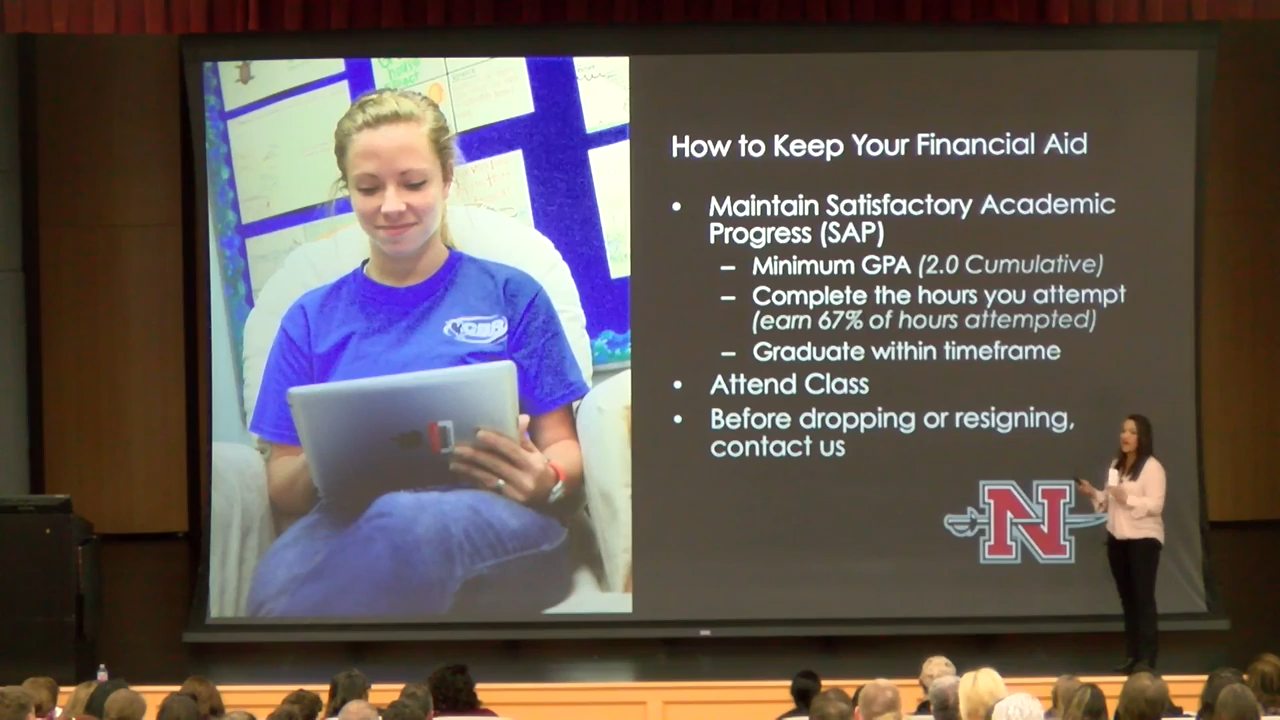 How to Keep Your Financial Aid
• Maintain Satisfactory Academic
Progress (SAP)
– Minimum GPA (2.0 Cumulative)
– Complete the hours you attempt
(earn 67% of hours attempted)
– Graduate within timeframe
• Attend Class
• Before dropping or resigning,
contact us
N